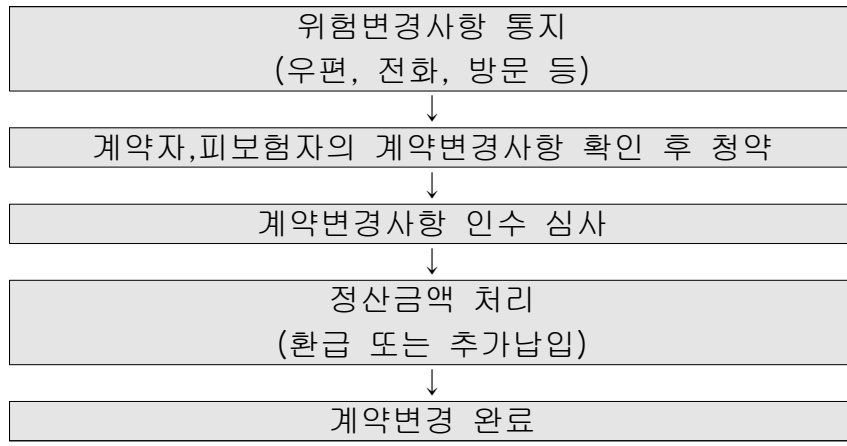 위험변경사항 통지
(우편, 전화, 방문 등)
계약자,피보험자의 계약변경사항 확인 후 청약
계약변경사항 인수 심사
정산금액 처리
(환급 또는 추가납입)
계약변경 완료